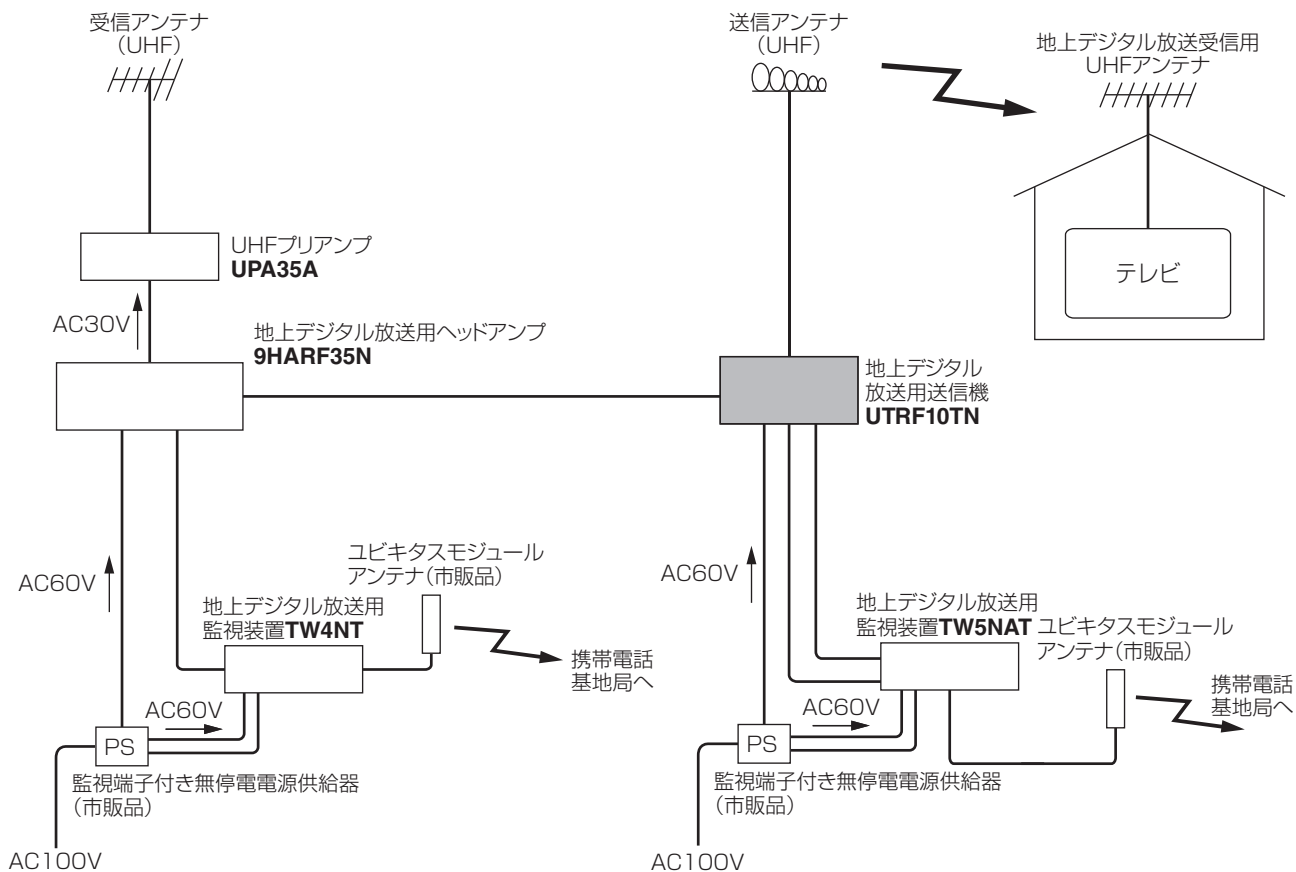 受信アンテナ
（UHF）
送信アンテナ
（UHF）
地上デジタル放送受信用
UHFアンテナ
テレビ
UHFプリアンプ
UPA35A
AC30V
地上デジタル放送用ヘッドアンプ
9HARF35N
地上デジタル
放送用送信機
UTRF10TN
AC60V
ユビキタスモジュール
アンテナ（市販品）
地上デジタル放送用
監視装置TW4NT
携帯電話
基地局へ
AC60V
PS
監視端子付き無停電電源供給器
（市販品）
AC100V
AC60V
地上デジタル放送用
監視装置TW5NAT
ユビキタスモジュール
アンテナ（市販品）
携帯電話
基地局へ
AC60V
PS
監視端子付き無停電電源供給器
（市販品）
AC100V